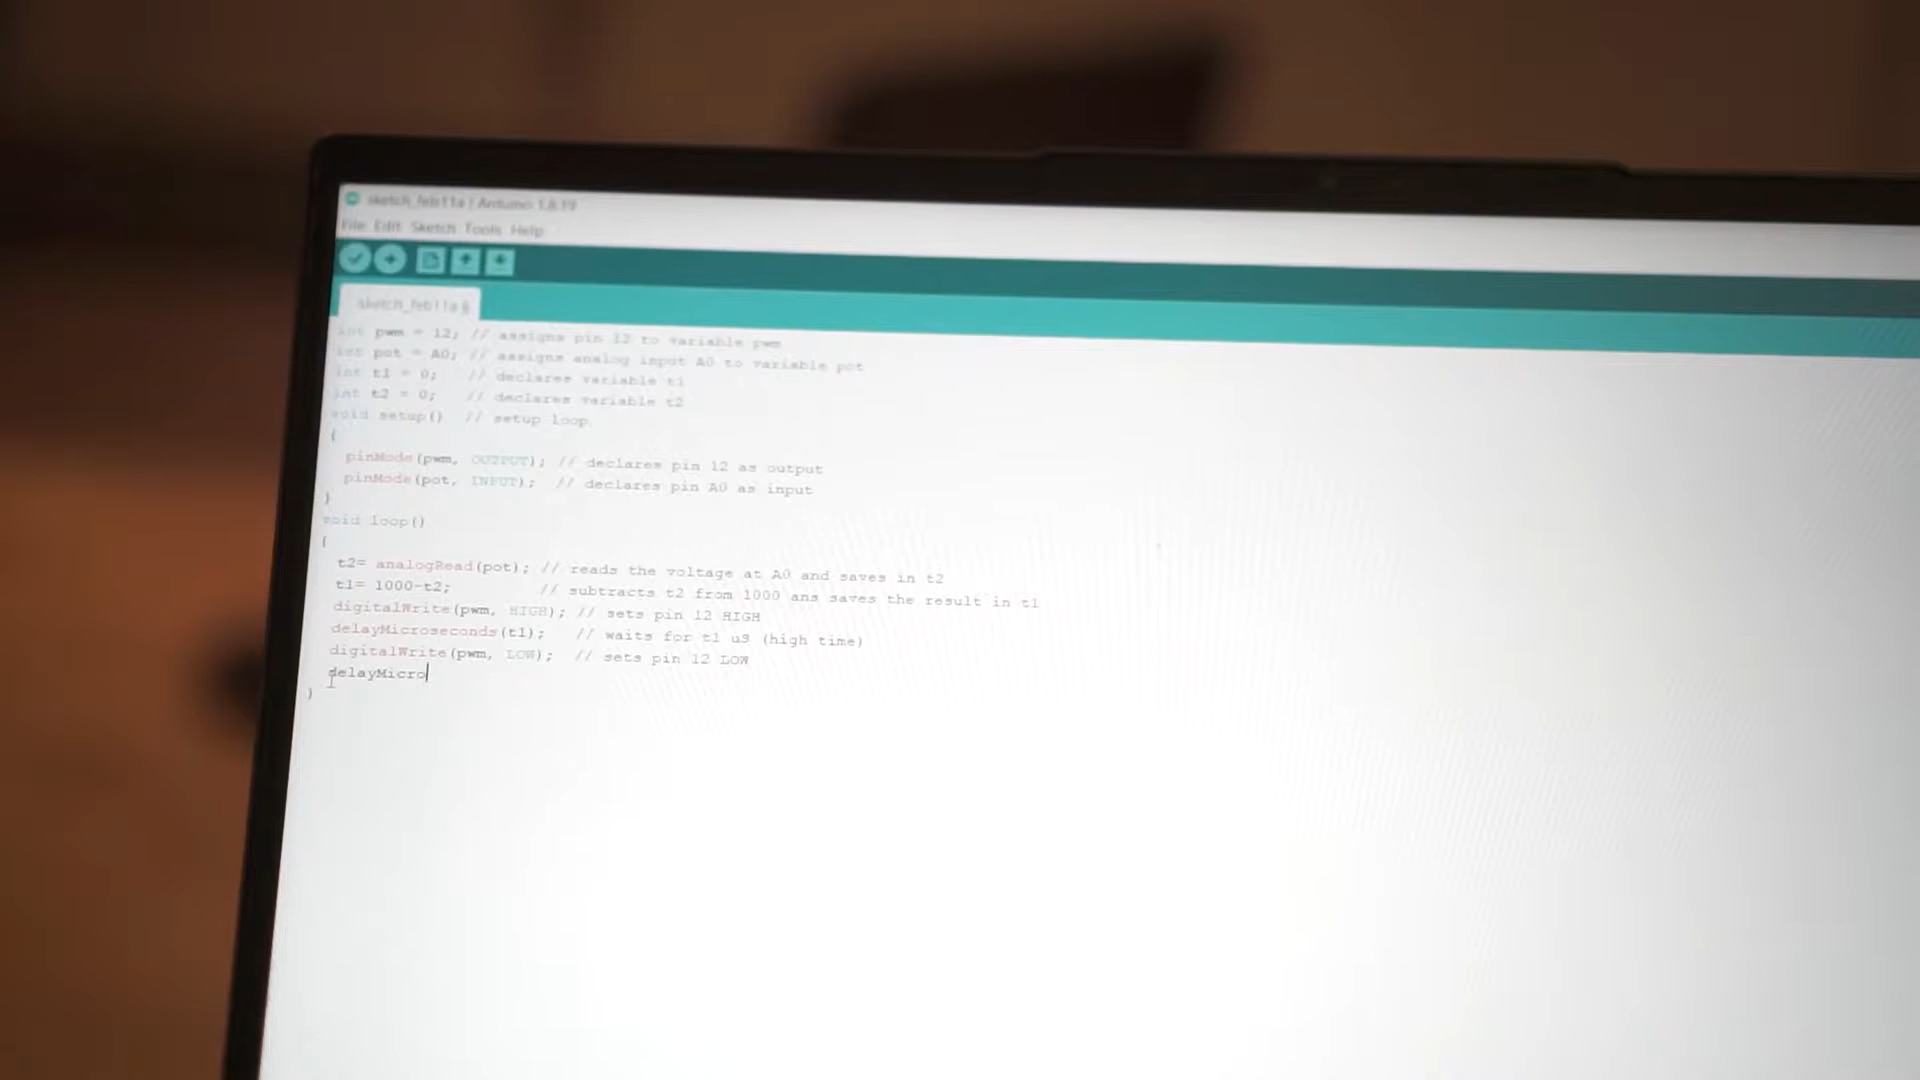 sketch_feb11a | Arduino 1.8.19
File Edit Sketch Tools Help
sketch_feb11a §
int pwm = 12; // assigns pin 12 to variable pwm
int pot = A0; // assigns analog input A0 to variable pot
int t1 = 0;   // declares variable t1
int t2 = 0;   // declares variable t2
void setup()  // setup loop
{
pinMode(pwm, OUTPUT); // declares pin 12 as output
pinMode(pot, INPUT);  // declares pin A0 as input
}
void loop()
{
t2= analogRead(pot); // reads the voltage at A0 and saves in t2
t1= 1000-t2;         // subtracts t2 from 1000 ans saves the result in t1
digitalWrite(pwm, HIGH); // sets pin 12 HIGH
delayMicroseconds(t1);   // waits for t1 uS (high time)
digitalWrite(pwm, LOW);  // sets pin 12 LOW
delayMicro
}